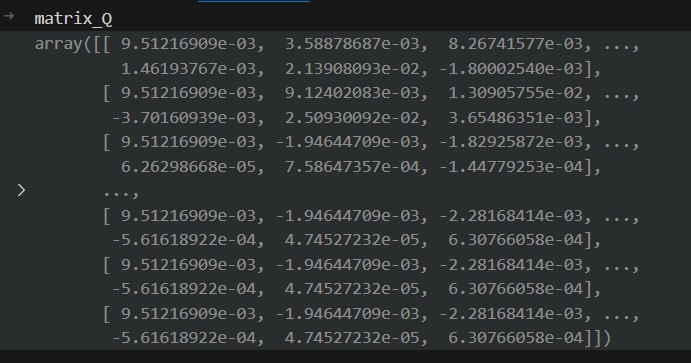 matrix_Q
array([[ 9.51216909e-03,  3.58878687e-03,  8.26741577e-03, ...,
         1.46193767e-03,  2.13908093e-02, -1.80002540e-03],
       [ 9.51216909e-03,  9.12402083e-03,  1.30905755e-02, ...,
        -3.70160939e-03,  2.50930092e-02,  3.65486351e-03],
       [ 9.51216909e-03, -1.94644709e-03, -1.82925872e-03, ...,
         6.26298668e-05,  7.58647357e-04, -1.44779253e-04],
       ...,
       [ 9.51216909e-03, -1.94644709e-03, -2.28168414e-03, ...,
        -5.61618922e-04,  4.74527232e-05,  6.30766058e-04],
       [ 9.51216909e-03, -1.94644709e-03, -2.28168414e-03, ...,
        -5.61618922e-04,  4.74527232e-05,  6.30766058e-04],
       [ 9.51216909e-03, -1.94644709e-03, -2.28168414e-03, ...,
        -5.61618922e-04,  4.74527232e-05,  6.30766058e-04]])